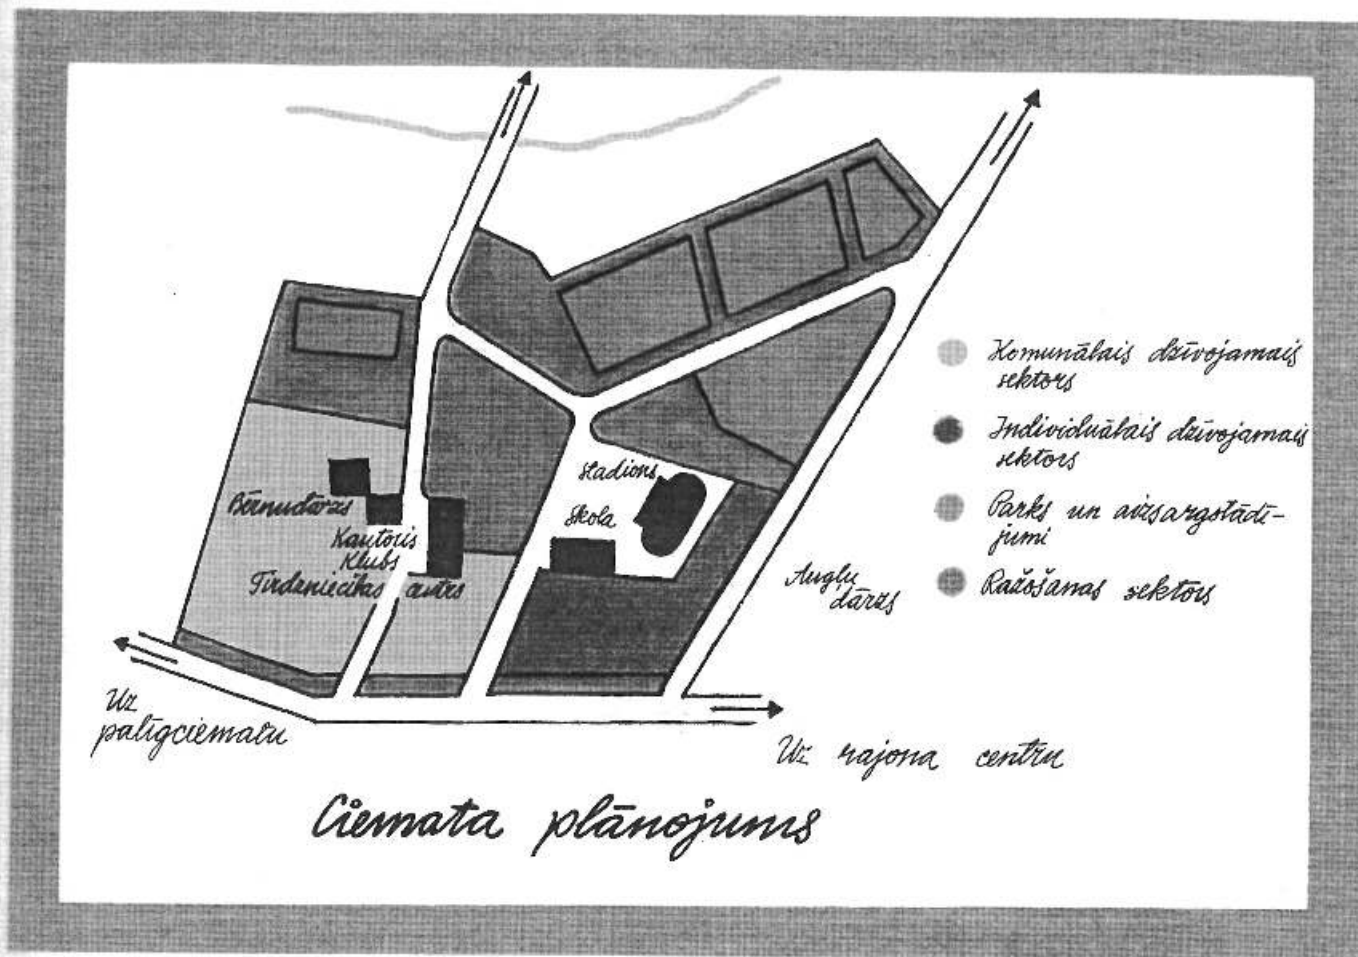 Komunālais dzīvojamais
sektors
Individuālais dzīvojamais
sektors
Parks un aizsargstādī-
jumi
Ražošanas sektors
Stadions
Skola
Bērnudārzs
Kantoris
Klubs
Tirdzniecības centrs
Augļu
dārzs
Uz
palīgciematu
Uz rajona centru
Ciemata plānojums